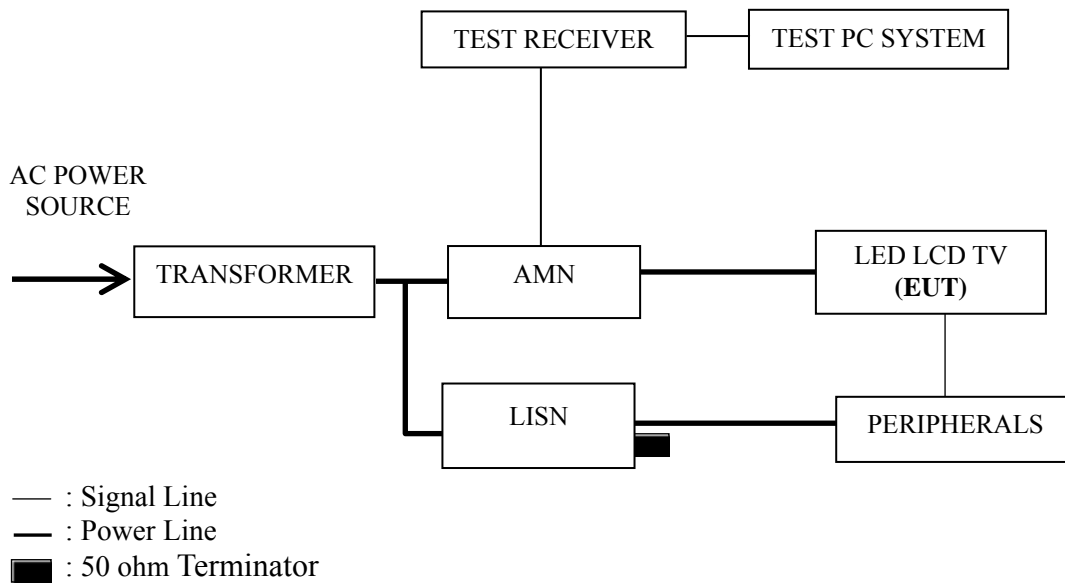 TEST RECEIVER
TEST PC SYSTEM
AC POWER
SOURCE
TRANSFORMER
AMN
LED LCD TV
(EUT)
LISN
PERIPHERALS
: Signal Line
: Power Line
: 50 ohm Terminator